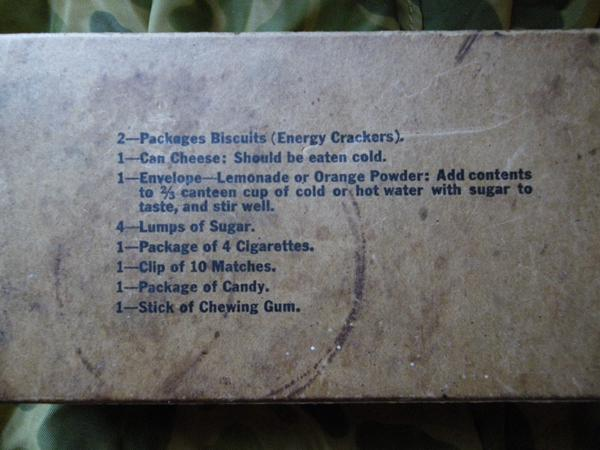 2—Packages Biscuits (Energy Crackers).
1—Can Cheese: Should be eaten cold.
1—Envelope—Lemonade or Orange Powder: Add contents
to ⅔ canteen cup of cold or hot water with sugar to
taste, and stir well.
4—Lumps of Sugar.
1—Package of 4 Cigarettes.
1—Clip of 10 Matches.
1—Package of Candy.
1—Stick of Chewing Gum.